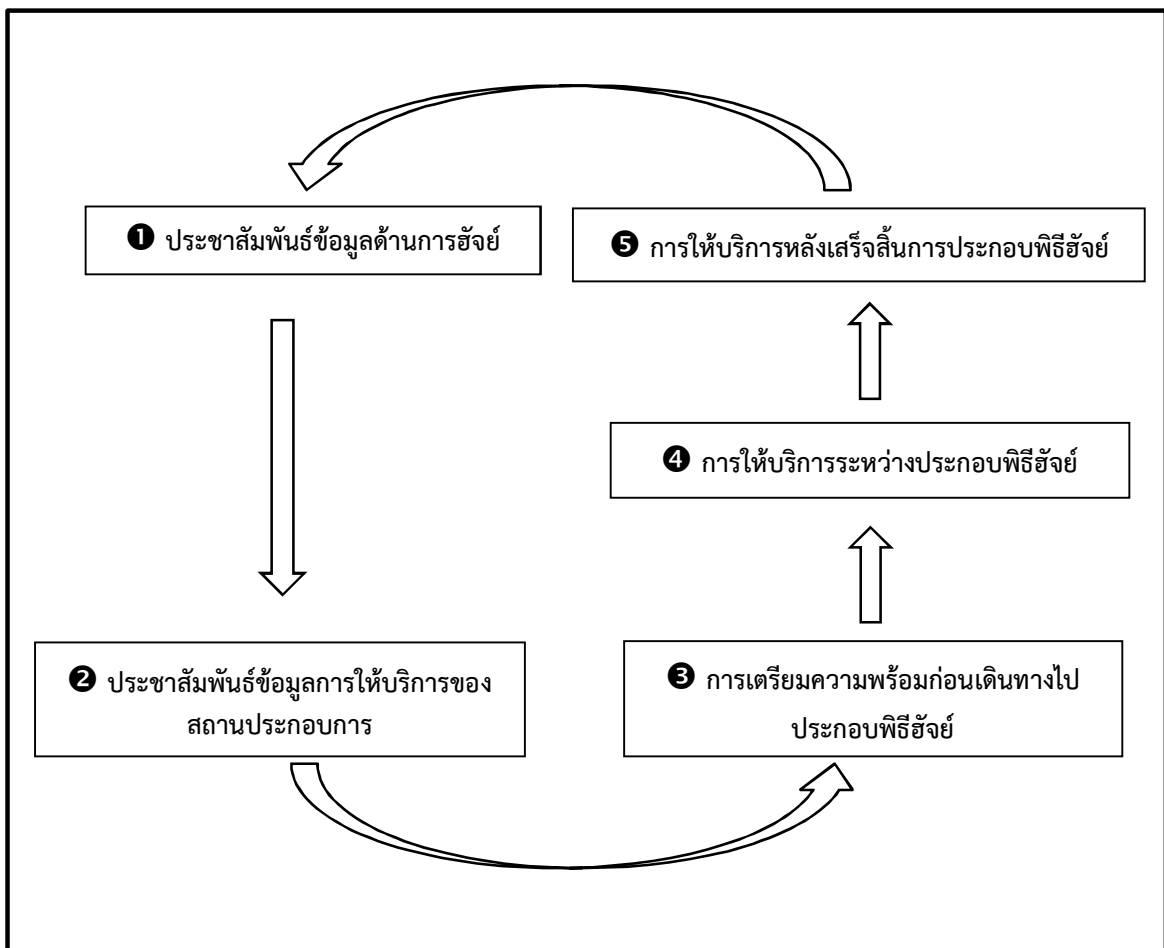 ❶ ประชาสัมพันธ์ข้อมูลด้านการฮัจย์
❷ ประชาสัมพันธ์ข้อมูลการให้บริการของ
สถานประกอบการ
❸ การเตรียมความพร้อมก่อนเดินทางไป
ประกอบพิธีฮัจย์
❹ การให้บริการระหว่างประกอบพิธีฮัจย์
❺ การให้บริการหลังเสร็จสิ้นการประกอบพิธีฮัจย์